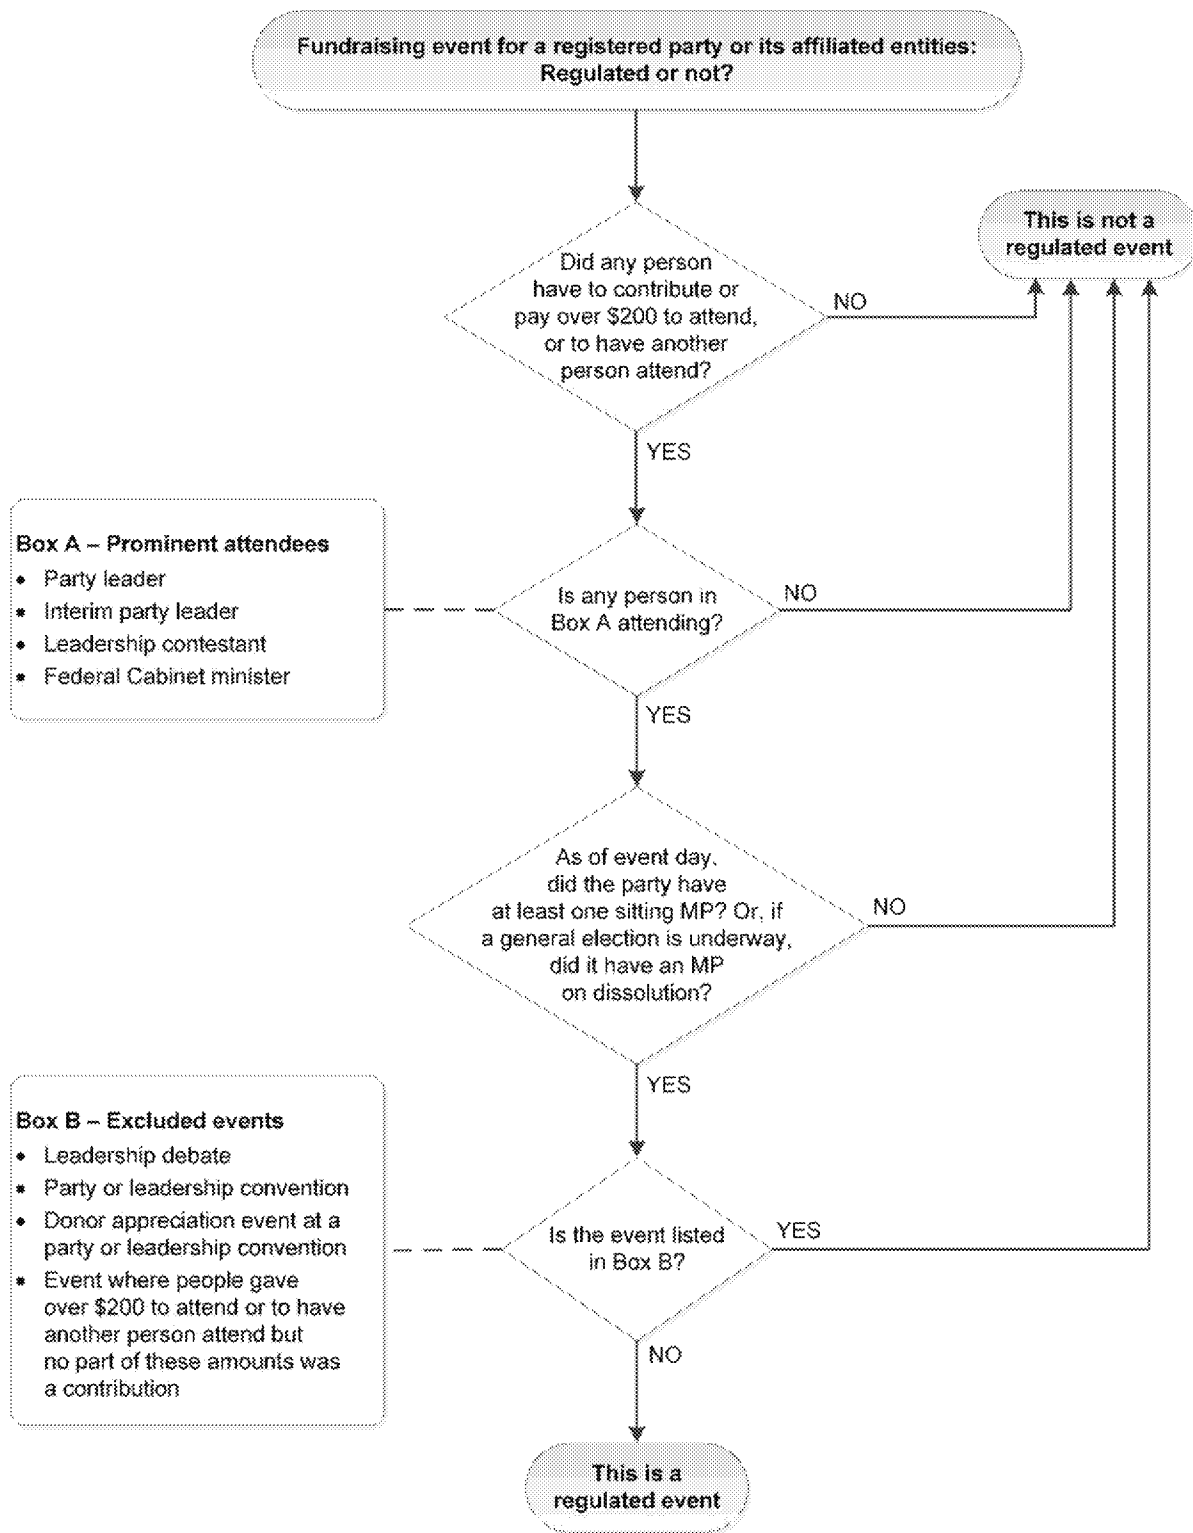 Fundraising event for a registered party or its affiliated entities:
Regulated or not?
This is not a
regulated event
Did any person
have to contribute or
pay over $200 to attend,
or to have another
person attend?
NO
YES
Box A – Prominent attendees
• Party leader
• Interim party leader
• Leadership contestant
• Federal Cabinet minister
Is any person in
Box A attending?
NO
YES
As of event day,
did the party have
at least one sitting MP? Or, if
a general election is underway,
did it have an MP
on dissolution?
NO
YES
Box B – Excluded events
• Leadership debate
• Party or leadership convention
• Donor appreciation event at a
party or leadership convention
• Event where people gave
over $200 to attend or to have
another person attend but
no part of these amounts was
a contribution
Is the event listed
in Box B?
YES
NO
This is a
regulated event